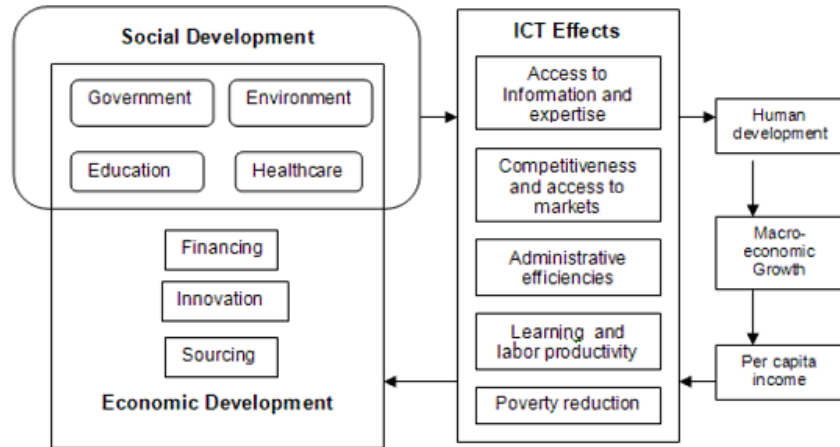 Social Development
Government
Environment
Education
Healthcare
Financing
Innovation
Sourcing
Economic Development
ICT Effects
Access to
Information and
expertise
Competitiveness
and access to
markets
Administrative
efficiencies
Learning and
labor productivity
Poverty reduction
Human
development
Macro-
economic
Growth
Per capita
income